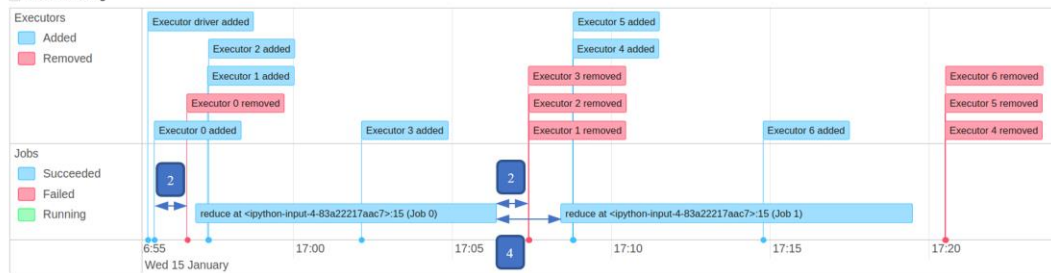 Executors
Added
Removed
Executor driver added
Executor 5 added
Executor 2 added
Executor 4 added
Executor 1 added
Executor 3 removed
Executor 6 removed
Executor 0 removed
Executor 2 removed
Executor 5 removed
Executor 0 added
Executor 3 added
Executor 1 removed
Executor 6 added
Executor 4 removed
Jobs
Succeeded
Failed
Running
2
2
reduce at <ipython-input-4-83a22217aac7>:15 (Job 0)
reduce at <ipython-input-4-83a22217aac7>:15 (Job 1)
4
6:55
17:00
17:05
17:10
17:15
17:20
Wed 15 January